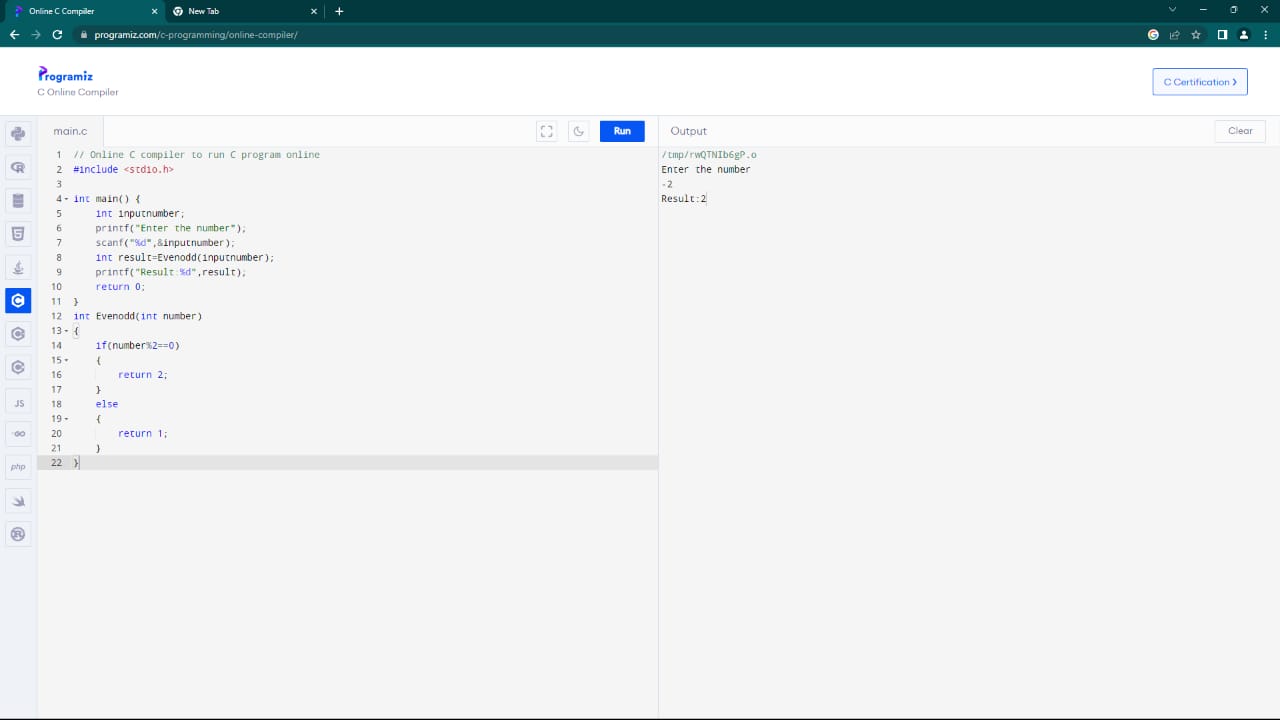 Online C Compiler
New Tab
programiz.com/c-programming/online-compiler/
Programiz
C Online Compiler
C Certification ❯
main.c
Run
Output
Clear
1 // Online C compiler to run C program online
2 #include <stdio.h>
3
4 int main() {
5 int inputnumber;
6 printf("Enter the number");
7 scanf("%d",&inputnumber);
8 int result=Evenodd(inputnumber);
9 printf("Result:%d",result);
10 return 0;
11 }
12 int Evenodd(int number)
13 {
14 if(number%2==0)
15 {
16 return 2;
17 }
18 else
19 {
20 return 1;
21 }
22 }
/tmp/rwQTNIb6gP.o
Enter the number
-2
Result:2
JS
GO
php